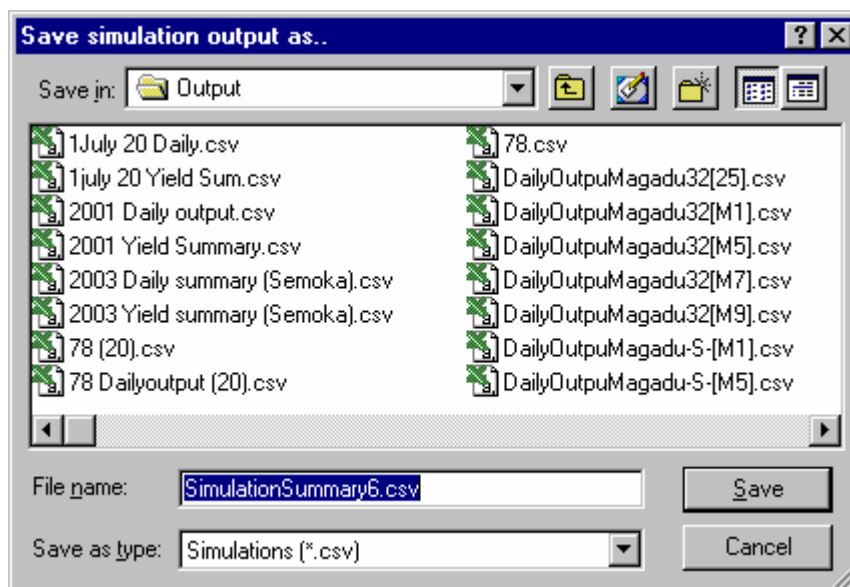 Save simulation output as..
Save in: Output
1July 20 Daily.csv
1july 20 Yield Sum.csv
2001 Daily output.csv
2001 Yield Summary.csv
2003 Daily summary (Semoka).csv
2003 Yield summary (Semoka).csv
78 (20).csv
78 Dailyoutput (20).csv
78.csv
DailyOutpuMagadu32[25].csv
DailyOutpuMagadu32[M1].csv
DailyOutpuMagadu32[M5].csv
DailyOutpuMagadu32[M7].csv
DailyOutpuMagadu32[M9].csv
DailyOutpuMagadu-S-[M1].csv
DailyOutpuMagadu-S-[M5].csv
File name: SimulationSummary6.csv Save
Save as type: Simulations (*.csv) Cancel